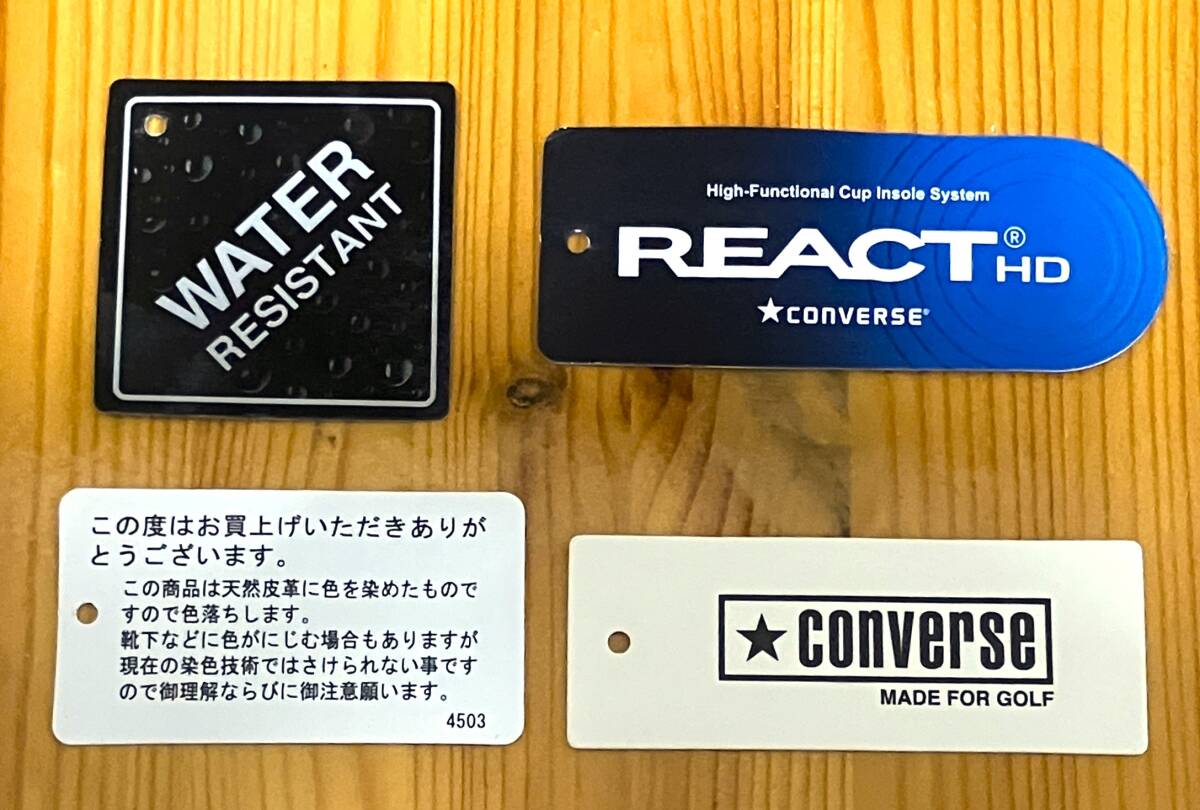 WATER
RESISTANT
High-Functional Cup Insole System
REACT® HD
★CONVERSE®
この度はお買上げいただきありが
とうございます。
この商品は天然皮革に色を染めたもので
すので色落ちします。
靴下などに色がにじむ場合もありますが
現在の染色技術ではさけられない事です
ので御理解ならびに御注意願います。
4503
★converse
MADE FOR GOLF